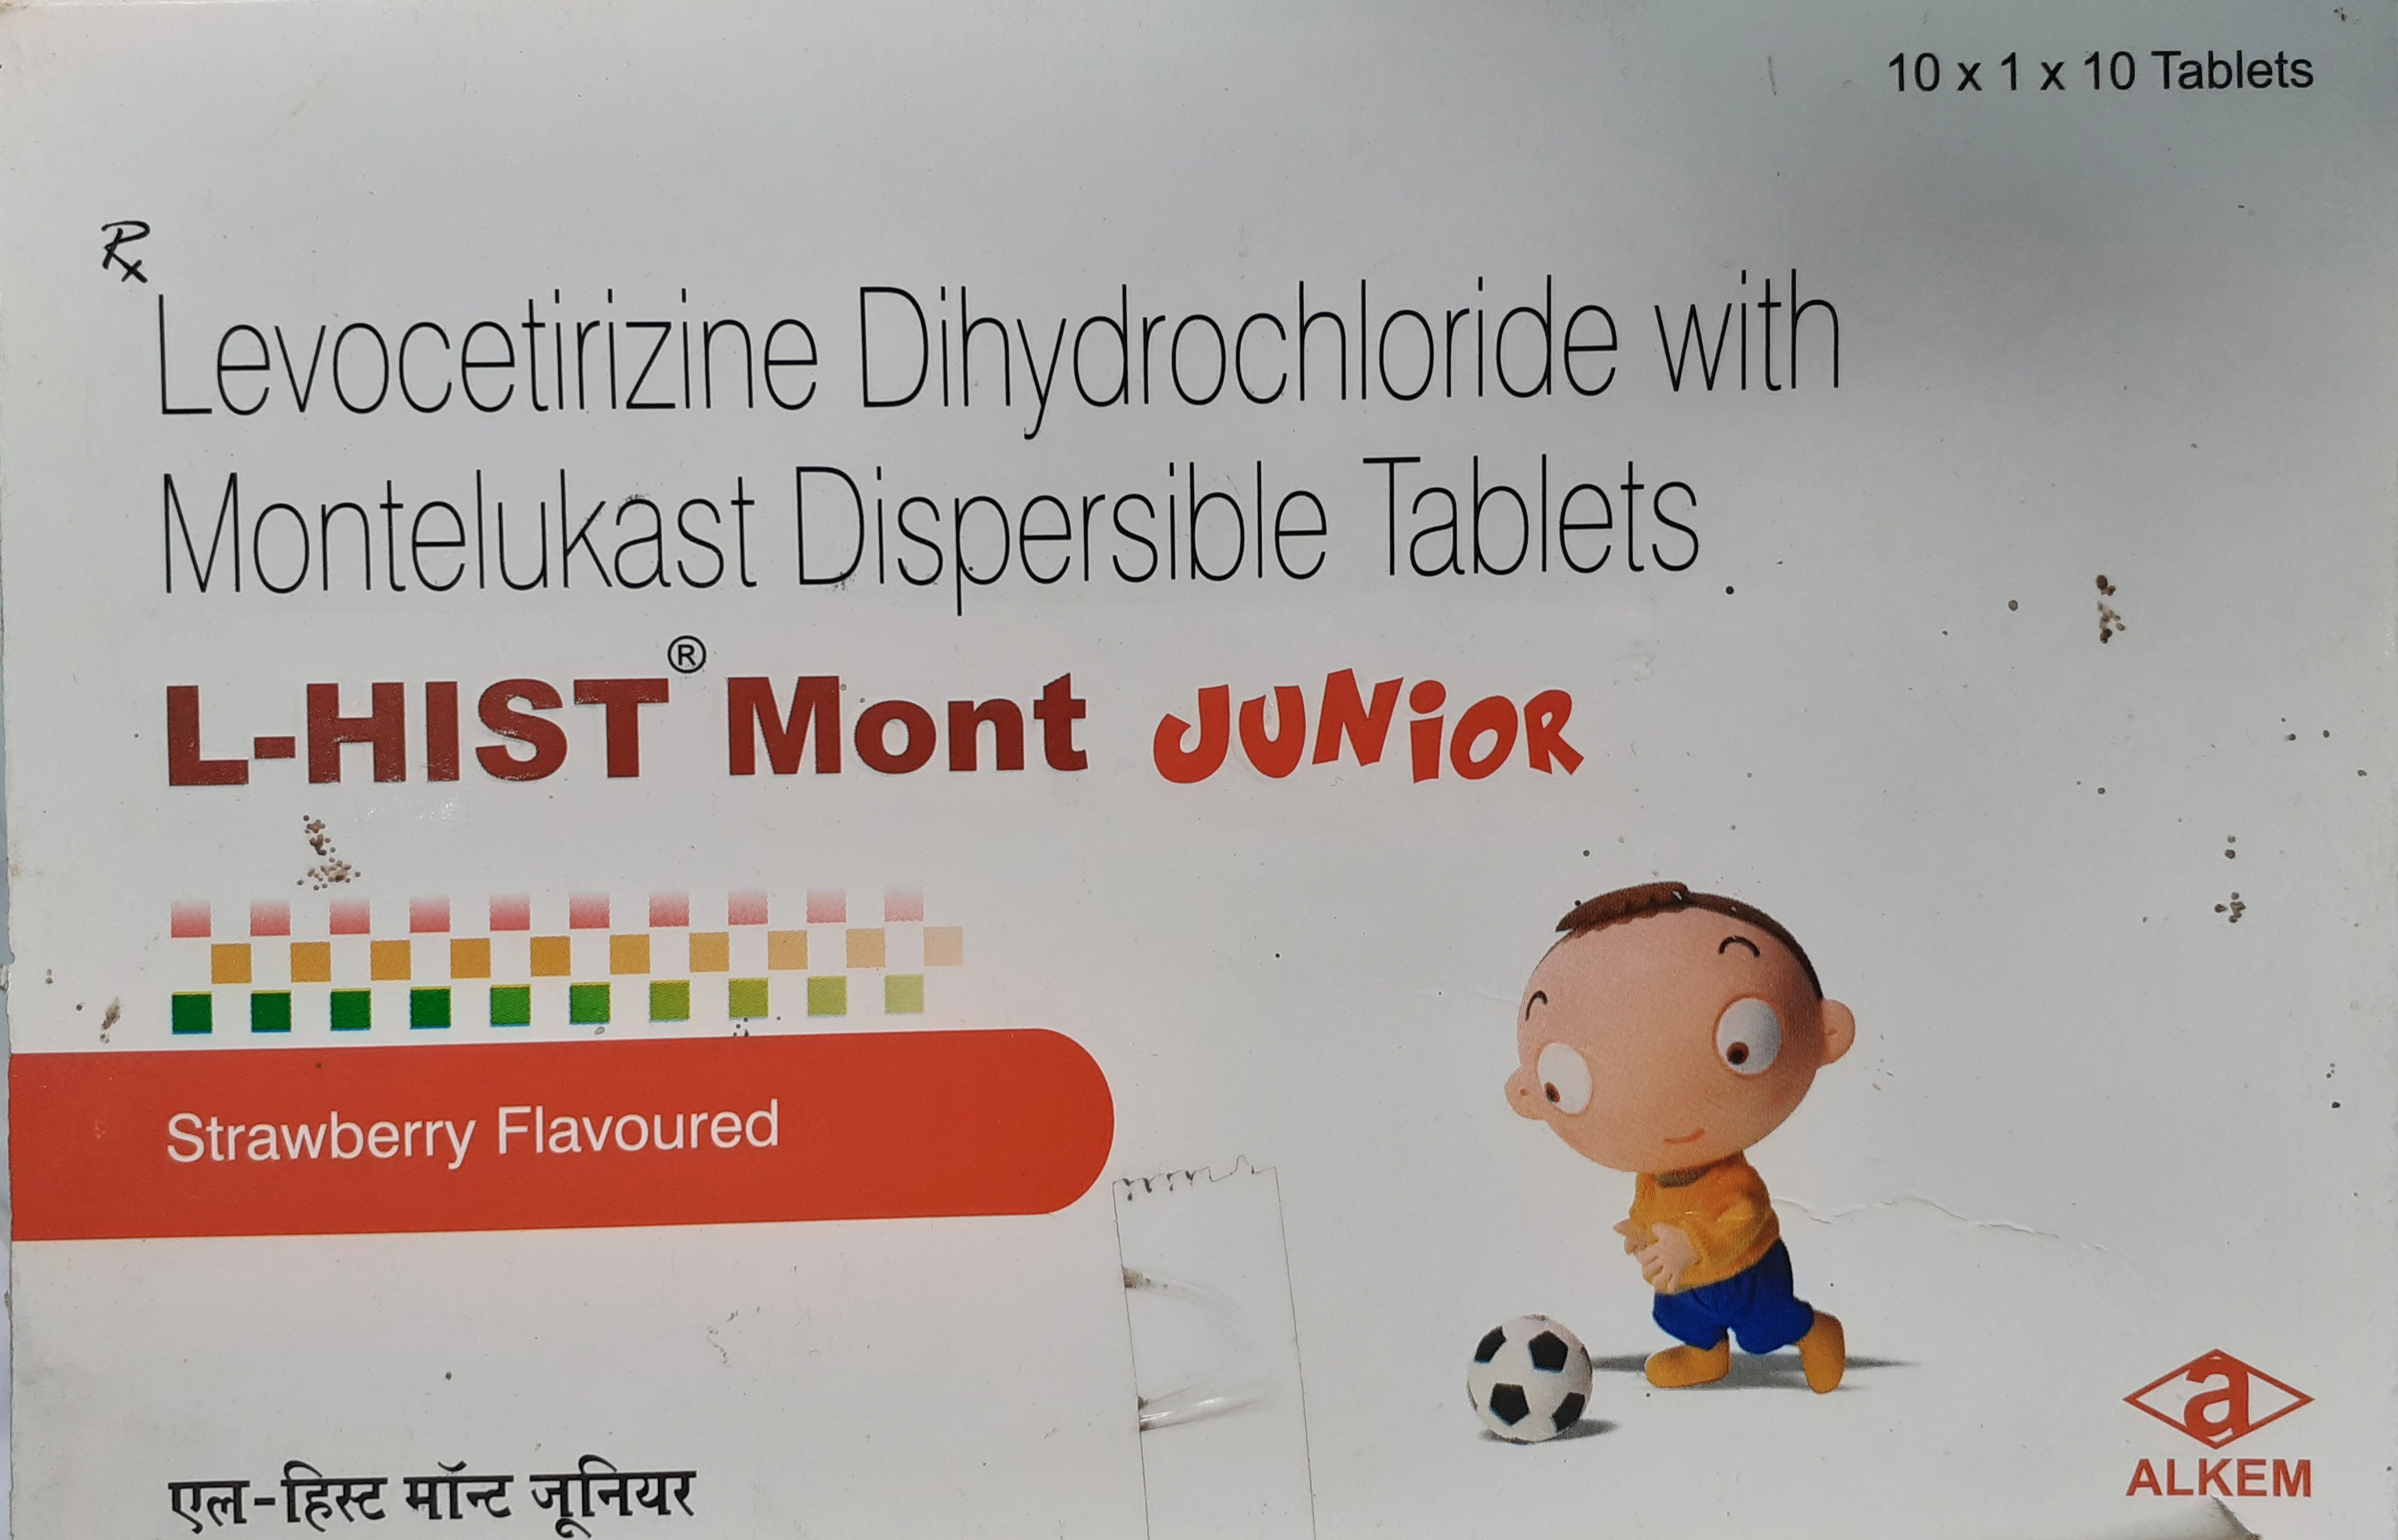 10 x 1 x 10 Tablets
Rx
Levocetirizine Dihydrochloride with
Montelukast Dispersible Tablets
L-HIST® Mont JUNiOR
Strawberry Flavoured
एल-हिस्ट मॉन्ट जूनियर
a
ALKEM